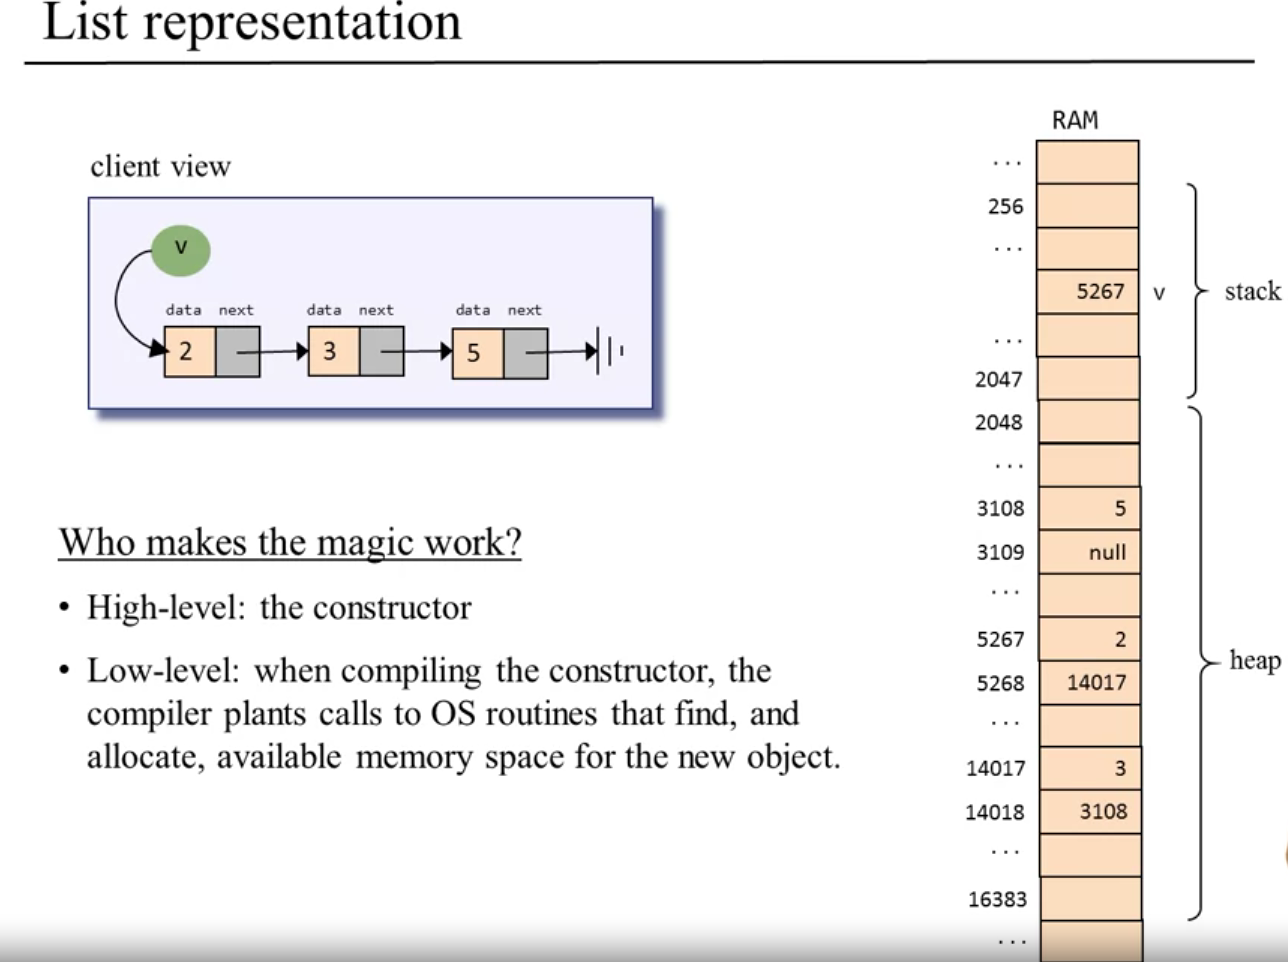 List representation
client view
v
data next data next data next
2 3 5
Who makes the magic work?
• High-level: the constructor
• Low-level: when compiling the constructor, the
compiler plants calls to OS routines that find, and
allocate, available memory space for the new object.
RAM
...
256
...
5267 v
...
2047
2048
...
3108 5
3109 null
...
5267 2
5268 14017
...
14017 3
14018 3108
...
16383
...
stack
heap